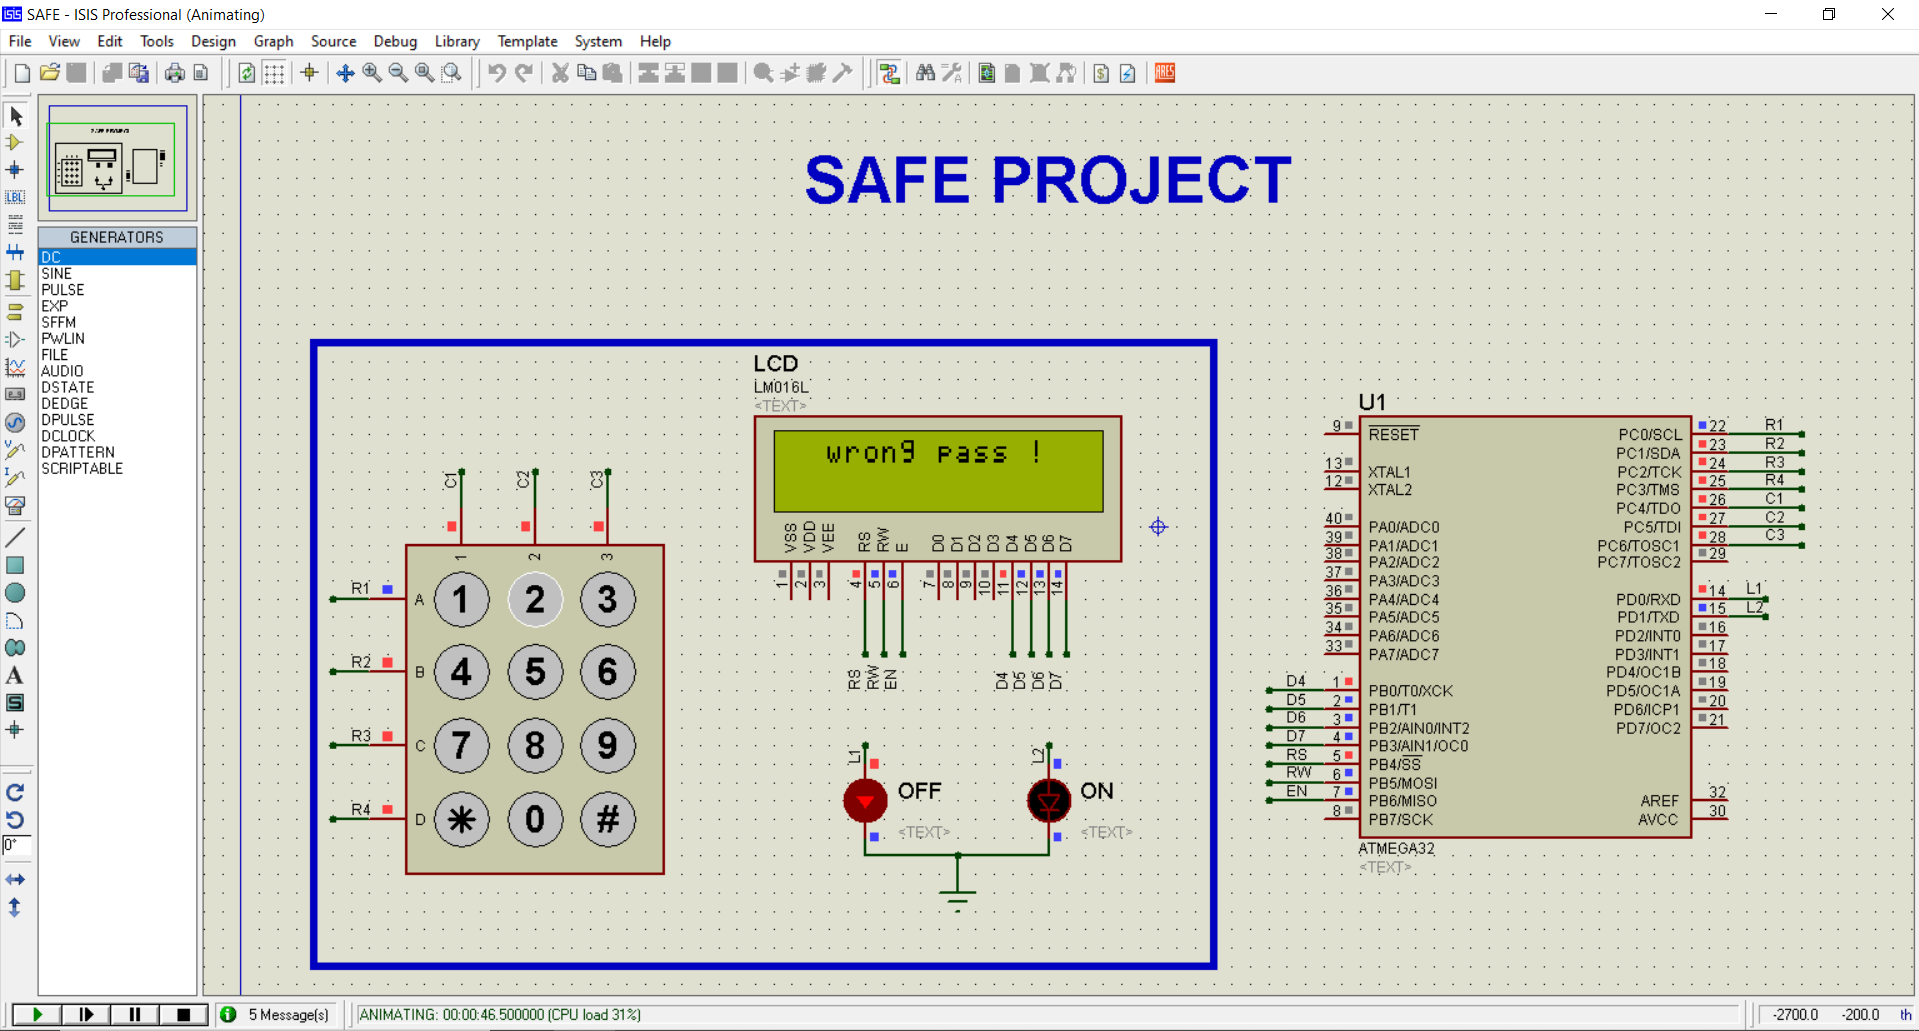 SAFE - ISIS Professional (Animating)
File View Edit Tools Design Graph Source Debug Library Template System Help
ARES
LBL
A
S
0°
SAFE PROJECT
GENERATORS
DC
SINE
PULSE
EXP
SFFM
PWLIN
FILE
AUDIO
DSTATE
DEDGE
DPULSE
DCLOCK
DPATTERN
SCRIPTABLE
SAFE PROJECT
C1 C2 C3
1 2 3
R1 A 1 2 3
R2 B 4 5 6
R3 C 7 8 9
R4 D * 0 #
LCD
LM016L
<TEXT>
wrong pass !
VSS VDD VEE RS RW E D0 D1 D2 D3 D4 D5 D6 D7
1 2 3 4 5 6 7 8 9 10 11 12 13 14
RS RW EN D4 D5 D6 D7
L1 L2
OFF ON
<TEXT> <TEXT>
U1
9 RESET
13 XTAL1
12 XTAL2
40 PA0/ADC0
39 PA1/ADC1
38 PA2/ADC2
37 PA3/ADC3
36 PA4/ADC4
35 PA5/ADC5
34 PA6/ADC6
33 PA7/ADC7
D4 1 PB0/T0/XCK
D5 2 PB1/T1
D6 3 PB2/AIN0/INT2
D7 4 PB3/AIN1/OC0
RS 5 PB4/SS
RW 6 PB5/MOSI
EN 7 PB6/MISO
8 PB7/SCK
PC0/SCL 22 R1
PC1/SDA 23 R2
PC2/TCK 24 R3
PC3/TMS 25 R4
PC4/TDO 26 C1
PC5/TDI 27 C2
PC6/TOSC1 28 C3
PC7/TOSC2 29
PD0/RXD 14 L1
PD1/TXD 15 L2
PD2/INT0 16
PD3/INT1 17
PD4/OC1B 18
PD5/OC1A 19
PD6/ICP1 20
PD7/OC2 21
AREF 32
AVCC 30
ATMEGA32
<TEXT>
5 Message(s)
ANIMATING: 00:00:46.500000 (CPU load 31%)
-2700.0 -200.0 th